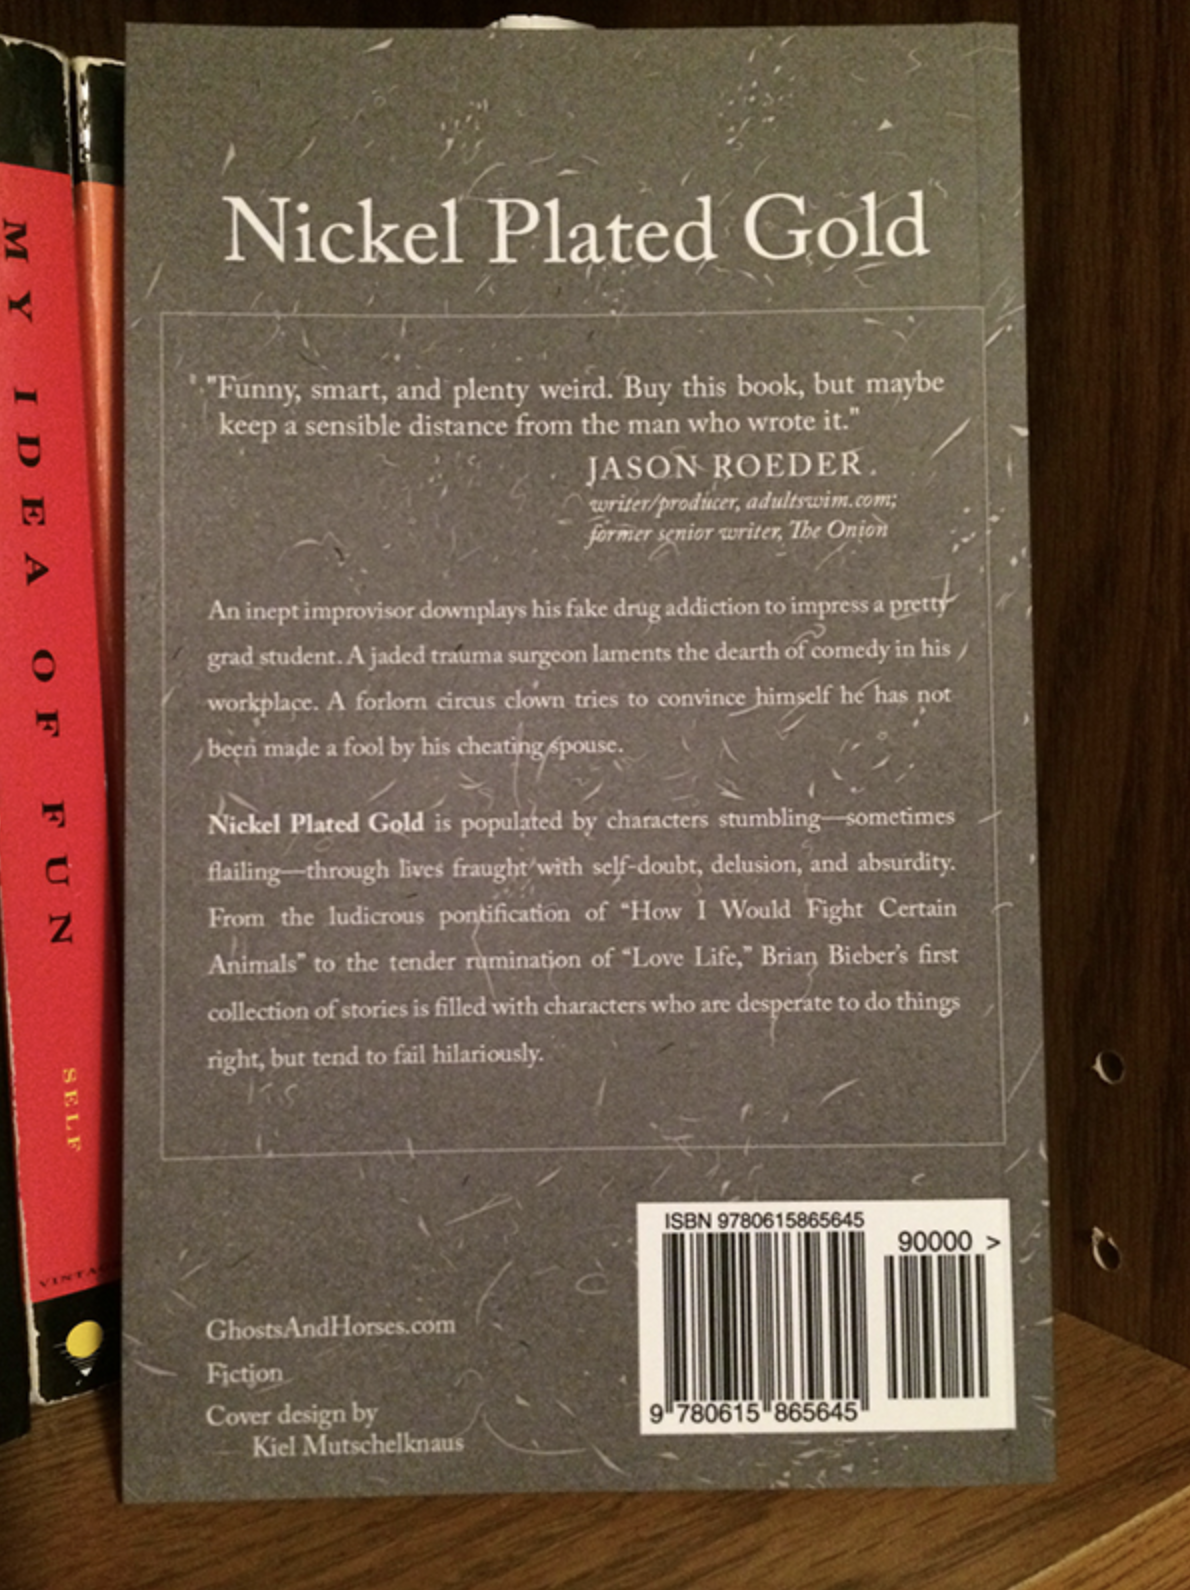 MY IDEA OF FUN
SELF
Nickel Plated Gold
"Funny, smart, and plenty weird. Buy this book, but maybe
keep a sensible distance from the man who wrote it."
JASON ROEDER
writer/producer, adultswim.com;
former senior writer, The Onion
An inept improvisor downplays his fake drug addiction to impress a pretty
grad student. A jaded trauma surgeon laments the dearth of comedy in his
workplace. A forlorn circus clown tries to convince himself he has not
been made a fool by his cheating spouse.
Nickel Plated Gold is populated by characters stumbling—sometimes
flailing—through lives fraught with self-doubt, delusion, and absurdity.
From the ludicrous pontification of “How I Would Fight Certain
Animals” to the tender rumination of “Love Life,” Brian Bieber’s first
collection of stories is filled with characters who are desperate to do things
right, but tend to fail hilariously.
ISBN 9780615865645
90000 >
9 780615 865645
GhostsAndHorses.com
Fiction
Cover design by
Kiel Mutschelknaus